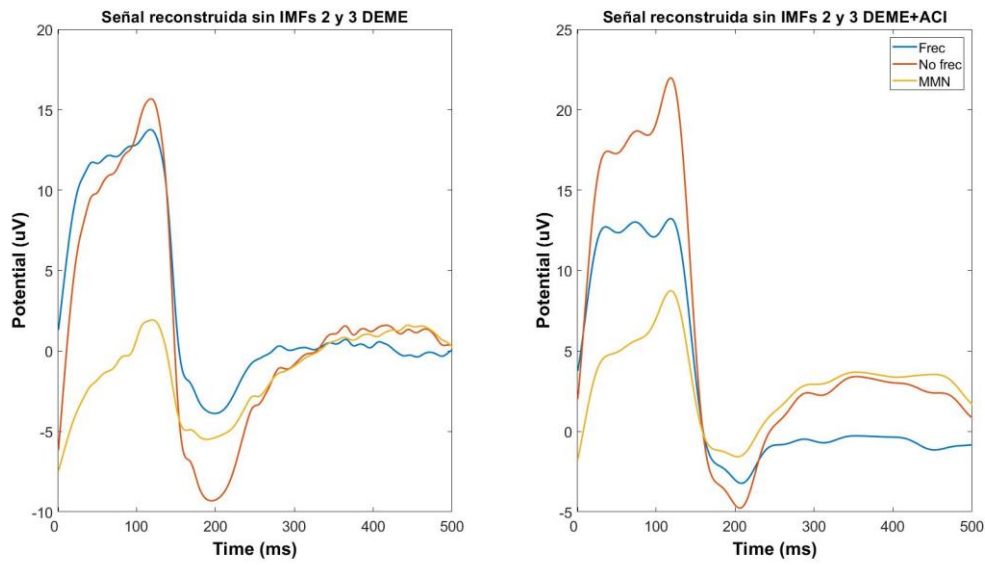 Señal reconstruida sin IMFs 2 y 3 DEME
20
15
10
5
0
-5
-10
0
100
200
300
400
500
Potential (uV)
Time (ms)
Señal reconstruida sin IMFs 2 y 3 DEME+ACI
Frec
No frec
MMN
25
20
15
10
5
0
-5
0
100
200
300
400
500
Potential (uV)
Time (ms)